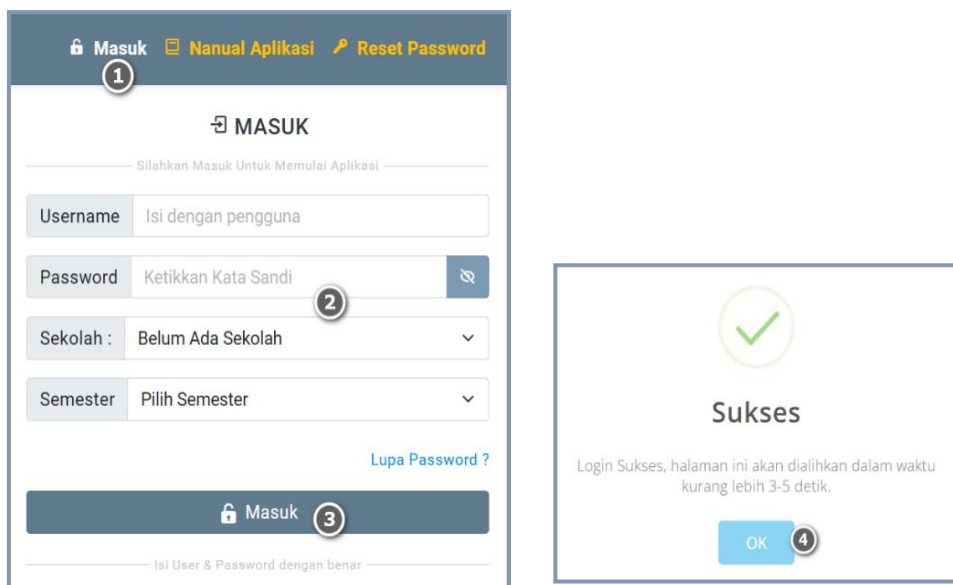 Masuk Nanual Aplikasi Reset Password
1
MASUK
Silahkan Masuk Untuk Memulai Aplikasi
Username Isi dengan pengguna
Password Ketikkan Kata Sandi
2
Sekolah : Belum Ada Sekolah
Semester Pilih Semester
Lupa Password ?
Masuk 3
Isi User & Password dengan benar
Sukses
Login Sukses, halaman ini akan dialihkan dalam waktu
kurang lebih 3-5 detik.
OK 4